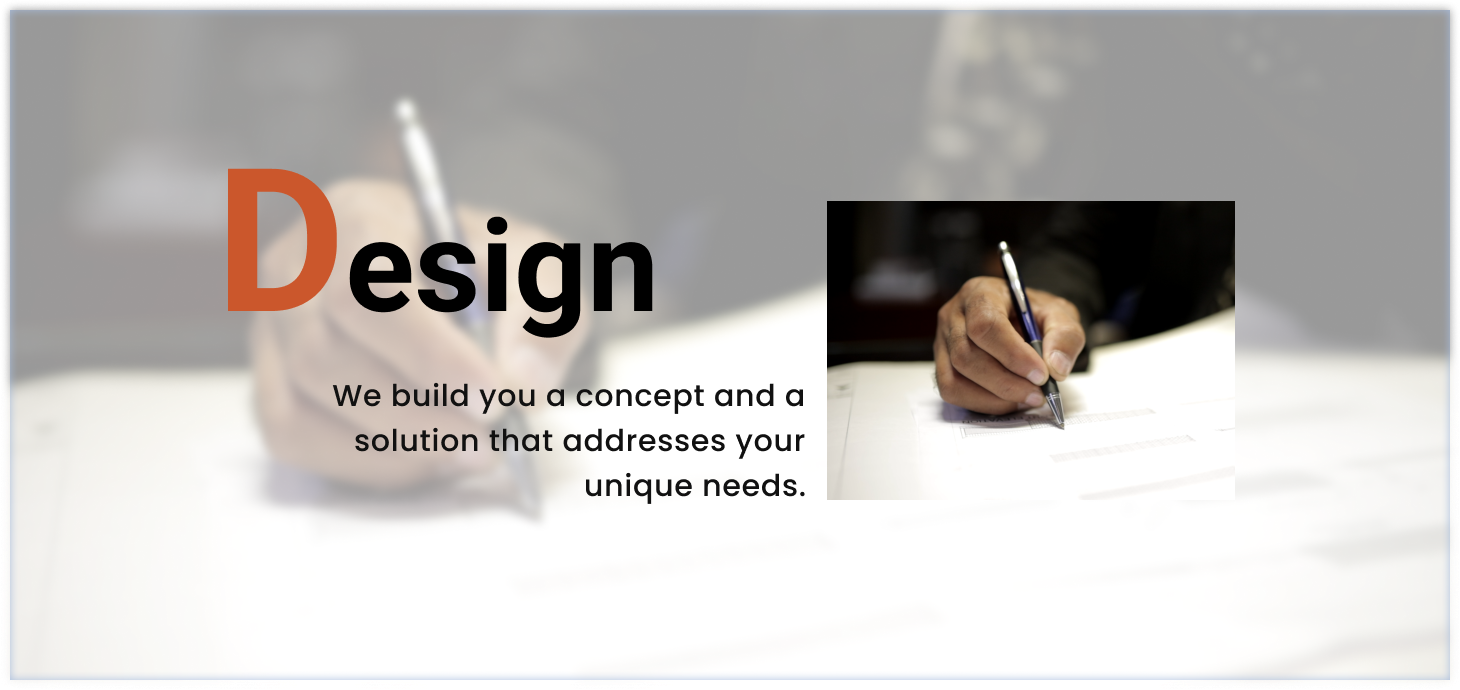 Design
We build you a concept and a
solution that addresses your
unique needs.